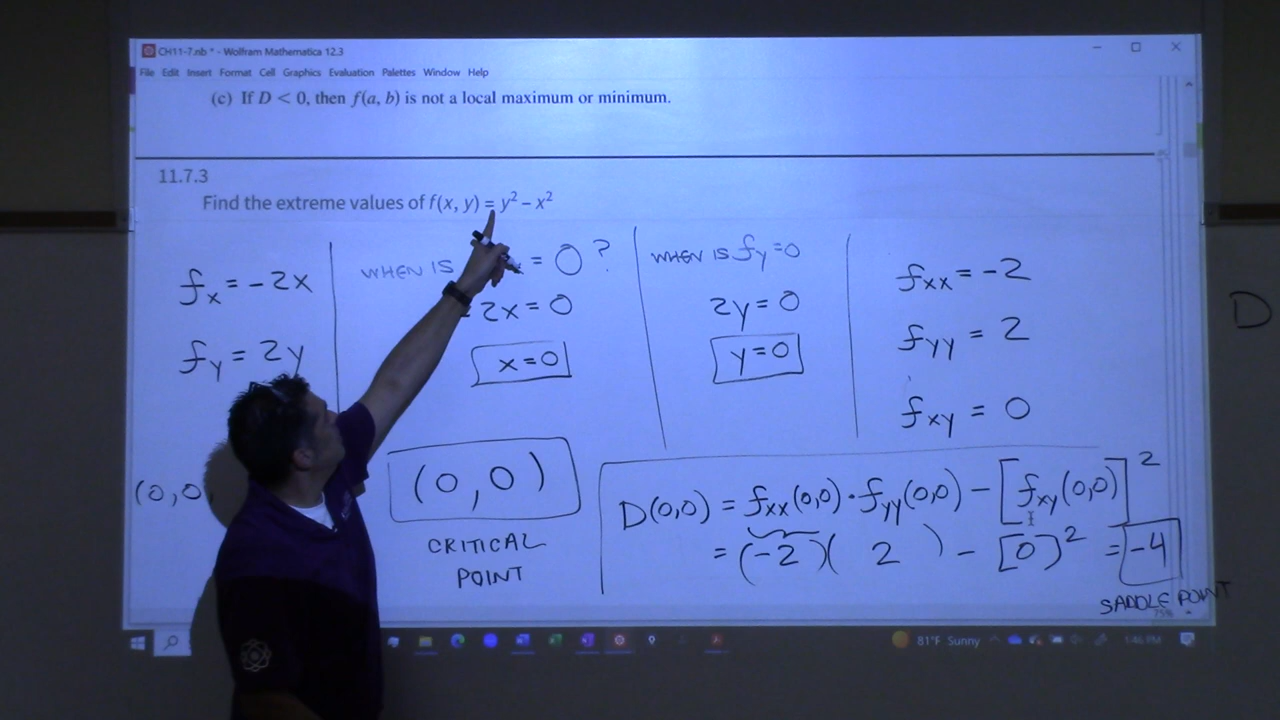 CH11-7.nb * - Wolfram Mathematica 12.3
File Edit Insert Format Cell Graphics Evaluation Palettes Window Help
(c) If D < 0, then f(a, b) is not a local maximum or minimum.
11.7.3
Find the extreme values of f(x, y) = y² – x²
fx = -2x
fy = 2y
WHEN IS = 0 ?
-2x = 0
x=0
WHEN IS fy =0
2y = 0
y=0
fxx = -2
fyy = 2
fxy = 0
D
(0,0)
(0,0)
CRITICAL
POINT
D(0,0) = fxx(0,0) · fyy(0,0) - [fxy(0,0)]²
= (-2)( 2 ) - [0]² = -4
SADDLE POINT
75%
81°F Sunny
1:46 PM